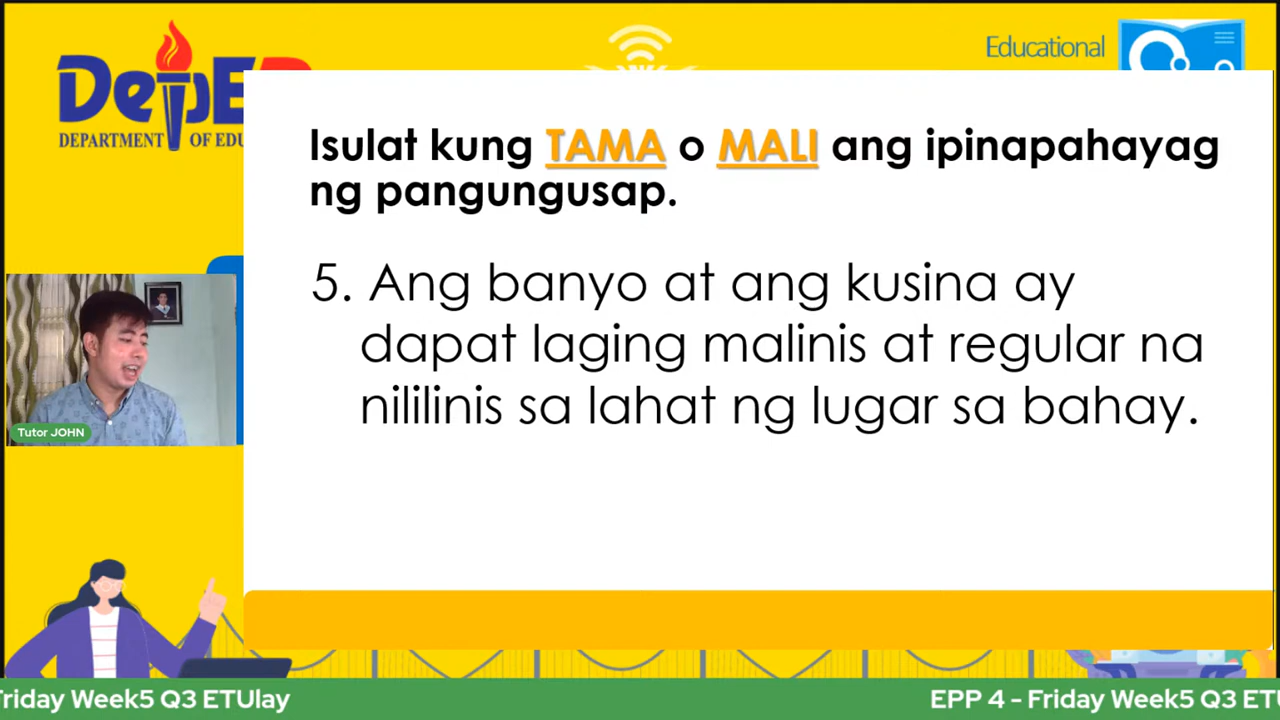 DepED
DEPARTMENT OF EDU
Educational
Isulat kung TAMA o MALI ang ipinapahayag
ng pangungusap.
5. Ang banyo at ang kusina ay
dapat laging malinis at regular na
nililinis sa lahat ng lugar sa bahay.
Tutor JOHN
Friday Week5 Q3 ETUlay
EPP 4 - Friday Week5 Q3 ETU